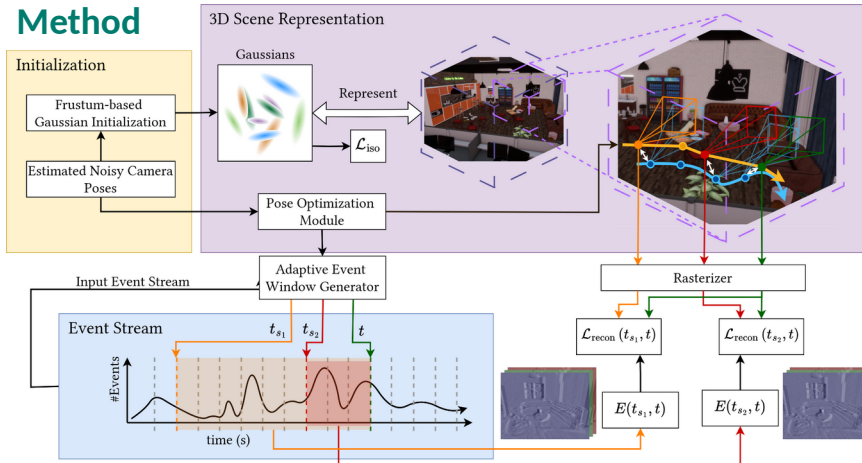 Method
3D Scene Representation
Initialization
Gaussians
Frustum-based
Gaussian Initialization
Represent
ℒiso
Estimated Noisy Camera
Poses
Pose Optimization
Module
Adaptive Event
Window Generator
Rasterizer
Input Event Stream
Event Stream
ts1
ts2
t
ℒrecon(ts1, t)
ℒrecon(ts2, t)
#Events
E(ts1, t)
E(ts2, t)
time (s)